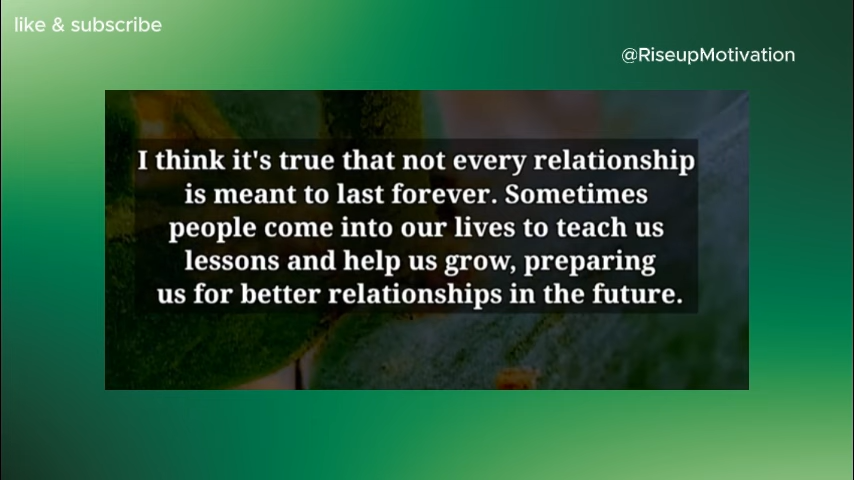 like & subscribe
@RiseupMotivation
I think it's true that not every relationship
is meant to last forever. Sometimes
people come into our lives to teach us
lessons and help us grow, preparing
us for better relationships in the future.